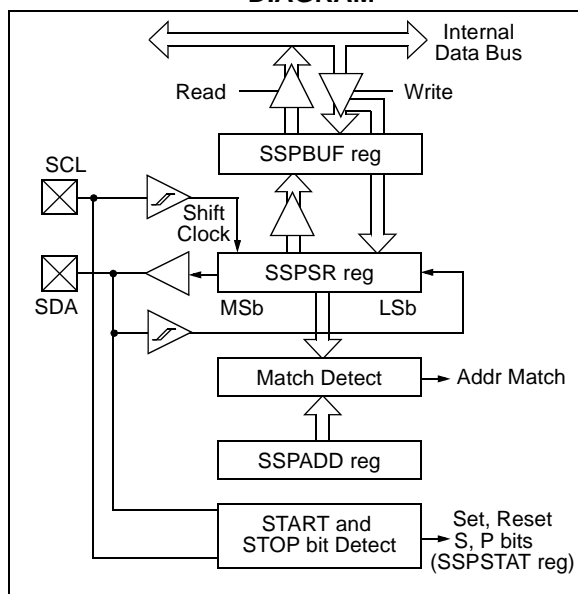 DIAGRAM
Internal
Data Bus
Read
Write
SSPBUF reg
SCL
Shift
Clock
SSPSR reg
SDA
MSb
LSb
Match Detect
Addr Match
SSPADD reg
START and
STOP bit Detect
Set, Reset
S, P bits
(SSPSTAT reg)